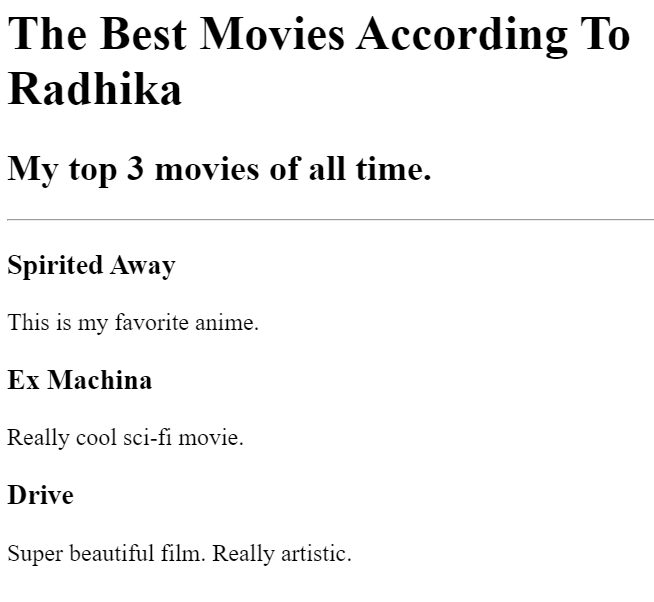 The Best Movies According To
Radhika
My top 3 movies of all time.
Spirited Away
This is my favorite anime.
Ex Machina
Really cool sci-fi movie.
Drive
Super beautiful film. Really artistic.